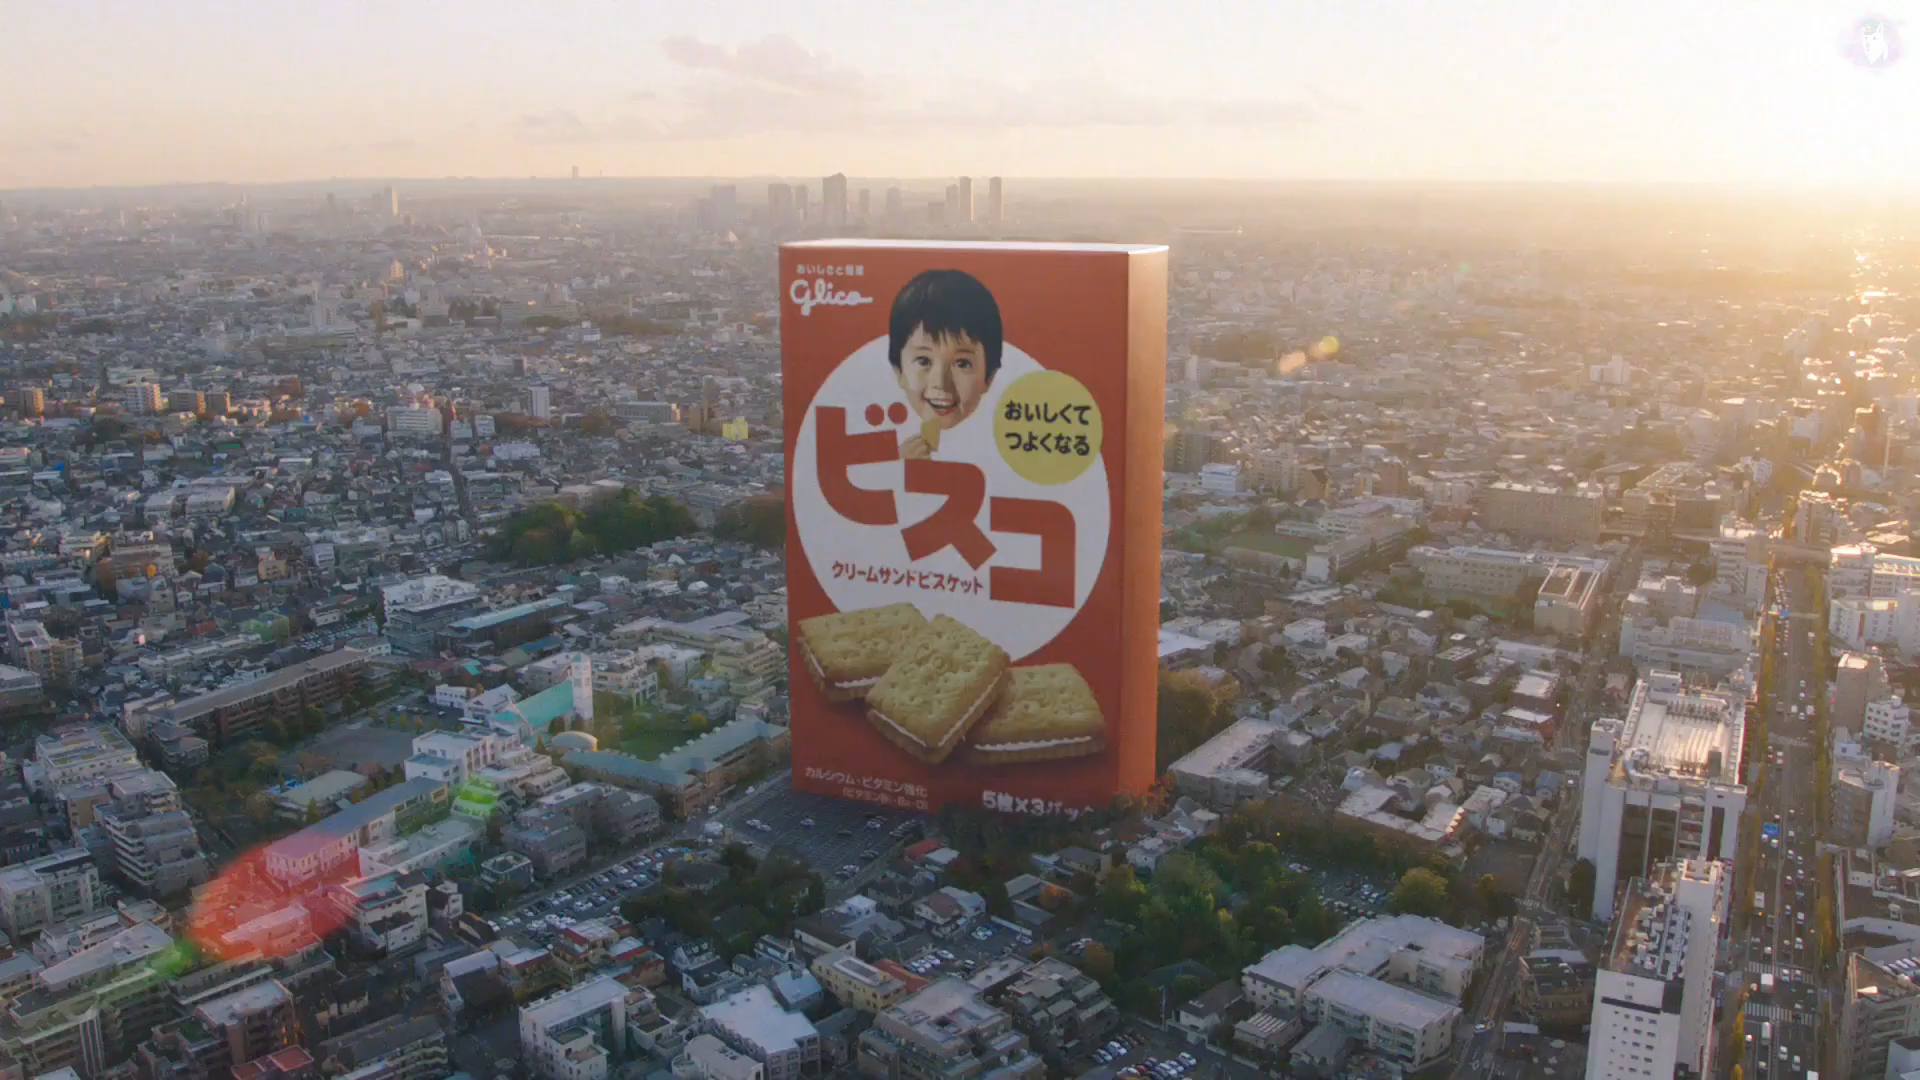 おいしさと健康
Glico
おいしくて
つよくなる
ビスコ
クリームサンドビスケット
カルシウム・ビタミン強化
5枚×3パック